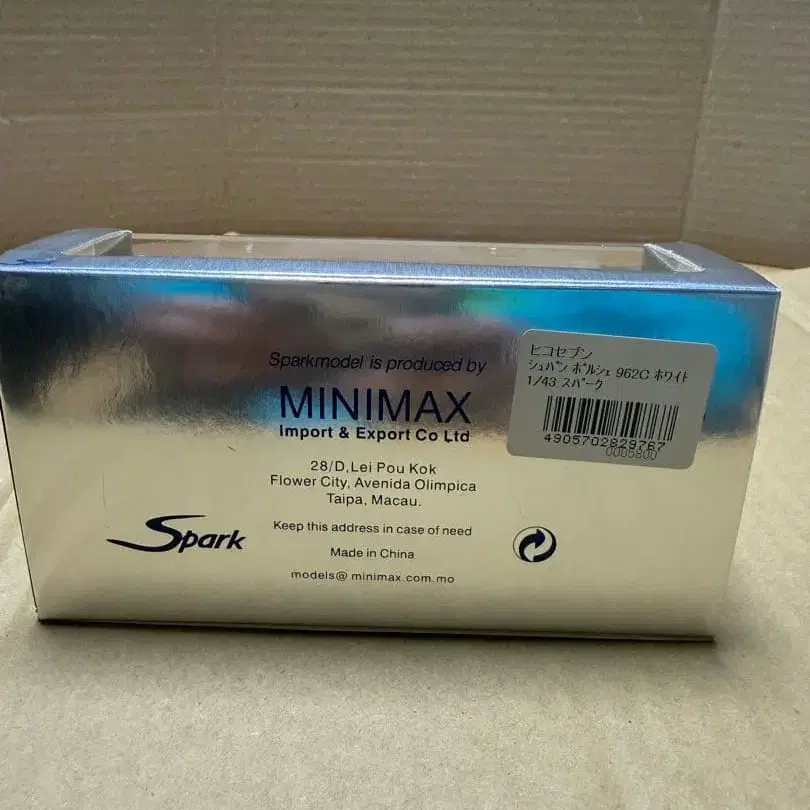 Sparkmodel is produced by
MINIMAX
Import & Export Co Ltd
28/D,Lei Pou Kok
Flower City, Avenida Olimpica
Taipa, Macau.
Keep this address in case of need
Made in China
models@ minimax.com.mo
Spark
ヒコセブン
シュパン ポルシェ 962C ホワイト
1/43 スパーク
4905702829767
0005800